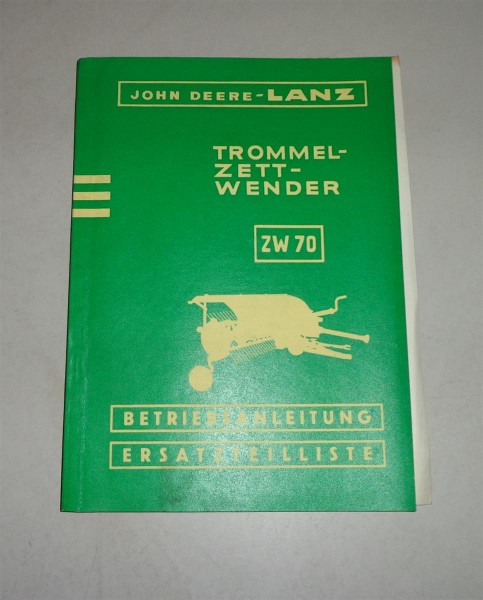 JOHN DEERE-LANZ
TROMMEL-
ZETT-
WENDER
ZW 70
BETRIEBSANLEITUNG
ERSATZTEILLISTE